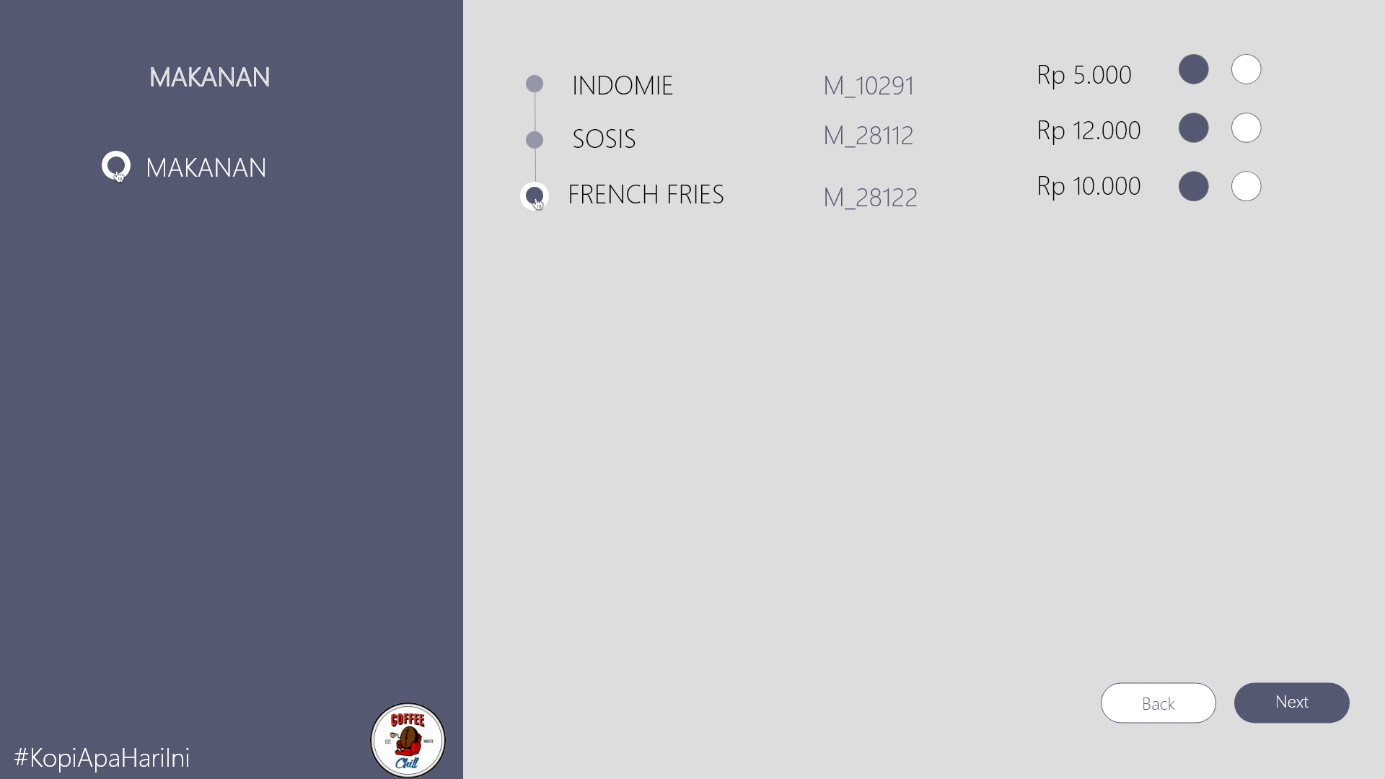 MAKANAN
MAKANAN
#KopiApaHariIni
COFFEE
Chill
INDOMIE M_10291 Rp 5.000
SOSIS M_28112 Rp 12.000
FRENCH FRIES M_28122 Rp 10.000
Back Next